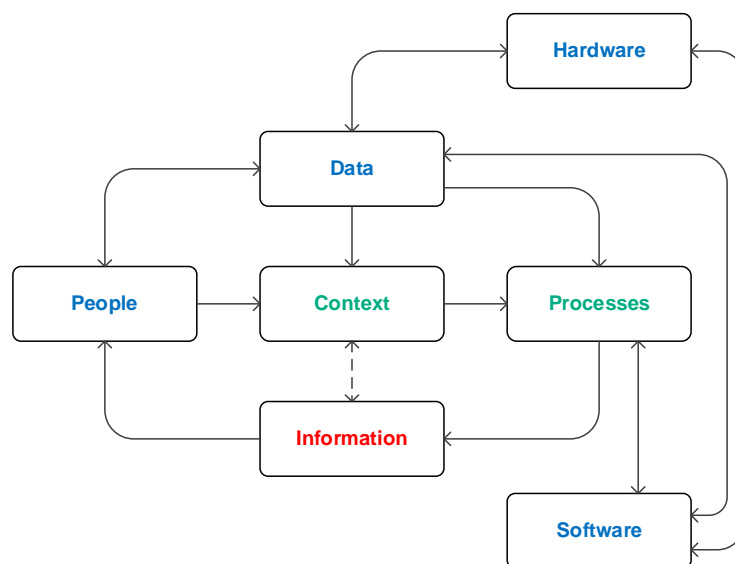 Hardware
Data
People
Context
Processes
Information
Software